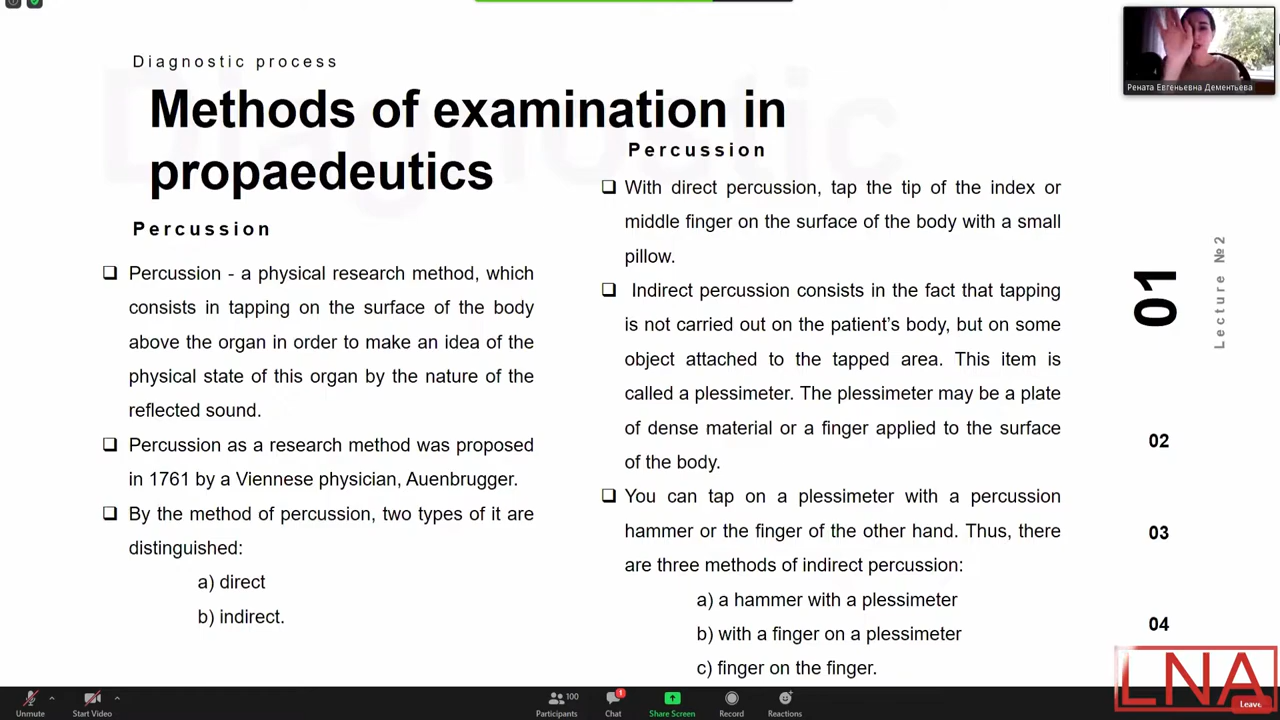 Diagnostic process
Methods of examination in
propaedeutics
Percussion
❑ Percussion - a physical research method, which
consists in tapping on the surface of the body
above the organ in order to make an idea of the
physical state of this organ by the nature of the
reflected sound.
❑ Percussion as a research method was proposed
in 1761 by a Viennese physician, Auenbrugger.
❑ By the method of percussion, two types of it are
distinguished:
a) direct
b) indirect.
Percussion
❑ With direct percussion, tap the tip of the index or
middle finger on the surface of the body with a small
pillow.
❑ Indirect percussion consists in the fact that tapping
is not carried out on the patient’s body, but on some
object attached to the tapped area. This item is
called a plessimeter. The plessimeter may be a plate
of dense material or a finger applied to the surface
of the body.
❑ You can tap on a plessimeter with a percussion
hammer or the finger of the other hand. Thus, there
are three methods of indirect percussion:
a) a hammer with a plessimeter
b) with a finger on a plessimeter
c) finger on the finger.
Рената Евгеньевна Дементьева
01
Lecture №2
02
03
04
LNA
Unmute
Start Video
100
Participants
1
Chat
Share Screen
Record
Reactions
Leave
Diagnostic